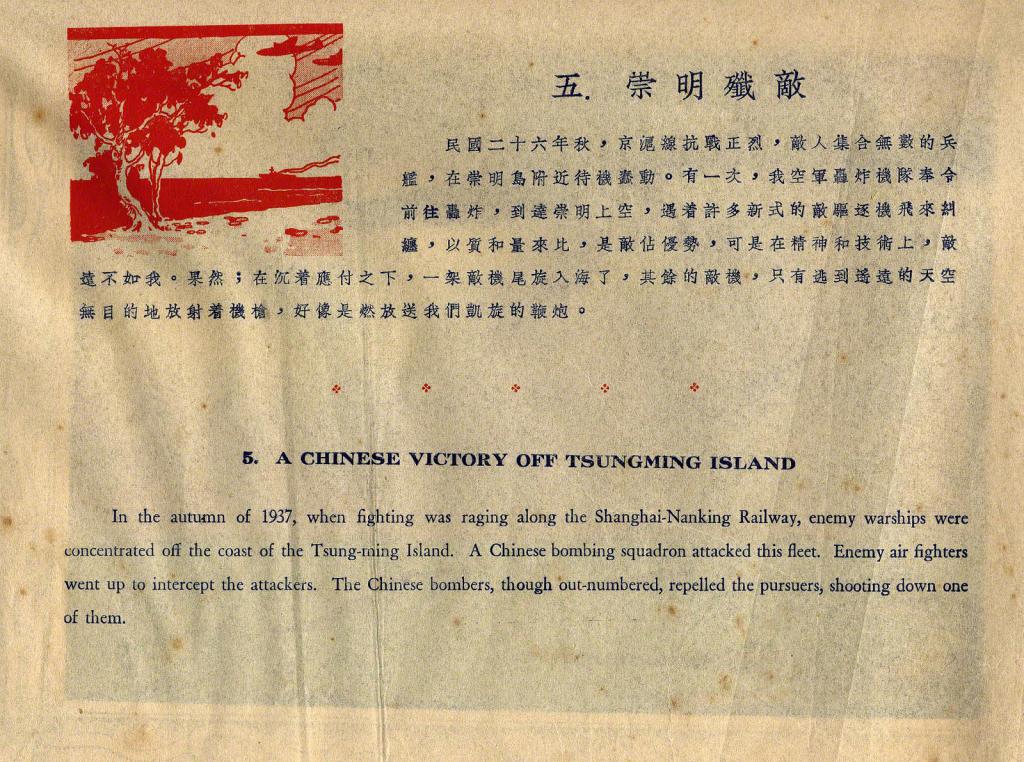 五. 崇明殲敵
民國二十六年秋，京滬線抗戰正烈，敵人集合無數的兵
艦，在崇明島附近待機蠢動。有一次，我空軍轟炸機隊奉令
前往轟炸，到達崇明上空，遇着許多新式的敵驅逐機飛來糾
纏，以質和量來比，是敵佔優勢，可是在精神和技術上，敵
遠不如我。果然；在沉着應付之下，一架敵機尾旋入海了，其餘的敵機，只有逃到遙遠的天空
無目的地放射着機槍，好像是燃放送我們凱旋的鞭炮。
5. A CHINESE VICTORY OFF TSUNGMING ISLAND
In the autumn of 1937, when fighting was raging along the Shanghai-Nanking Railway, enemy warships were
concentrated off the coast of the Tsung-ming Island. A Chinese bombing squadron attacked this fleet. Enemy air fighters
went up to intercept the attackers. The Chinese bombers, though out-numbered, repelled the pursuers, shooting down one
of them.